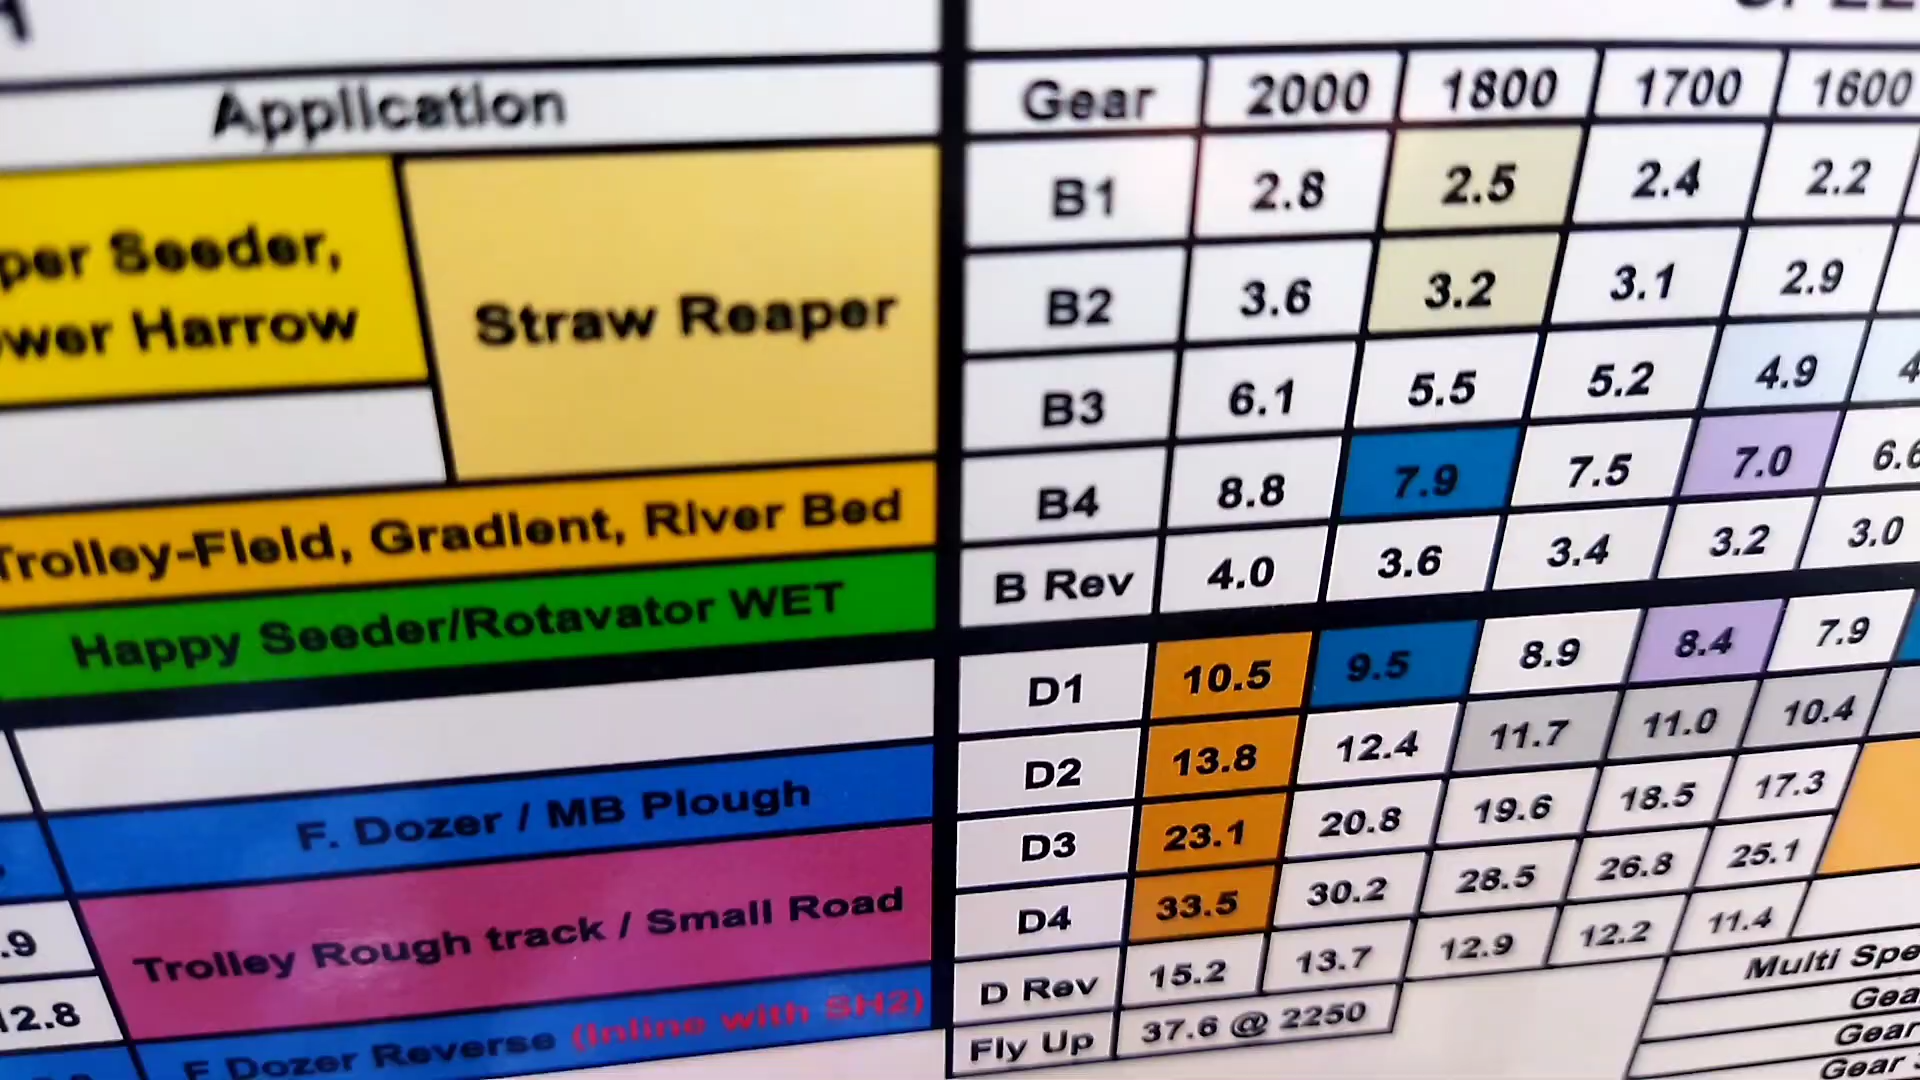 Application
per Seeder,
wer Harrow
Straw Reaper
Trolley-Field, Gradient, River Bed
Happy Seeder/Rotavator WET
F. Dozer / MB Plough
.9
Trolley Rough track / Small Road
12.8
F Dozer Reverse (Inline with SH2)
Gear 2000 1800 1700 1600
B1 2.8 2.5 2.4 2.2
B2 3.6 3.2 3.1 2.9
B3 6.1 5.5 5.2 4.9 4
B4 8.8 7.9 7.5 7.0 6.6
B Rev 4.0 3.6 3.4 3.2 3.0
D1 10.5 9.5 8.9 8.4 7.9
D2 13.8 12.4 11.7 11.0 10.4
D3 23.1 20.8 19.6 18.5 17.3
D4 33.5 30.2 28.5 26.8 25.1
D Rev 15.2 13.7 12.9 12.2 11.4
Fly Up 37.6 @ 2250
Multi Spe
Gea
Gear
Gear